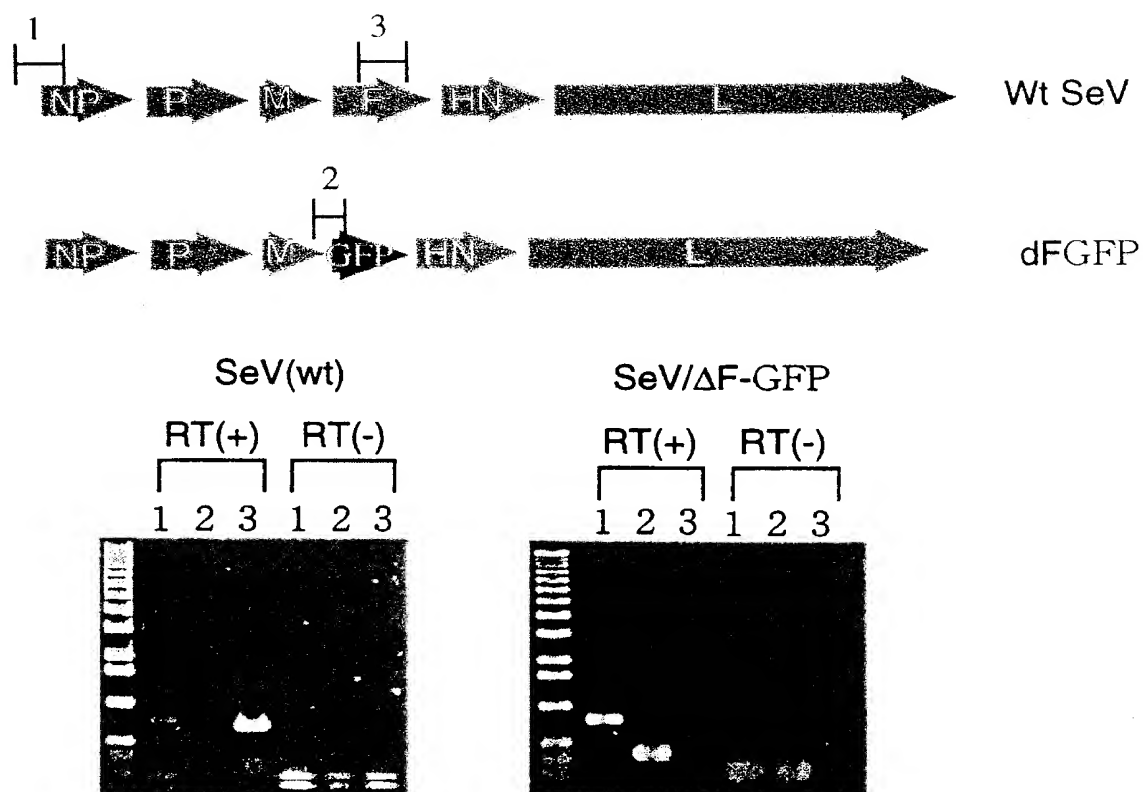 1 3
NP P M F HN L Wt SeV
2
NP P M GFP HN L dFGFP
SeV(wt) SeV/ΔF-GFP
RT(+) RT(-) RT(+) RT(-)
1 2 3 1 2 3 1 2 3 1 2 3